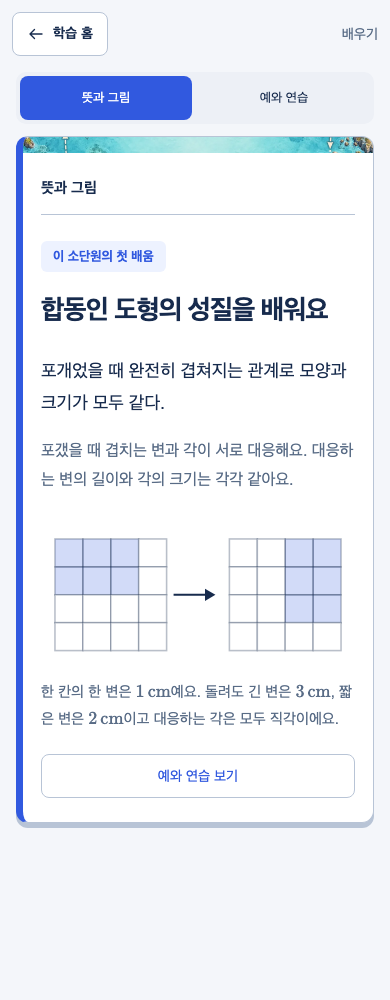 ← 학습 홈
배우기
뜻과 그림
예와 연습
뜻과 그림
이 소단원의 첫 배움
합동인 도형의 성질을 배워요
포개었을 때 완전히 겹쳐지는 관계로 모양과
크기가 모두 같다.
포갰을 때 겹치는 변과 각이 서로 대응해요. 대응하
는 변의 길이와 각의 크기는 각각 같아요.
한 칸의 한 변은 1 cm예요. 돌려도 긴 변은 3 cm, 짧
은 변은 2 cm이고 대응하는 각은 모두 직각이에요.
예와 연습 보기